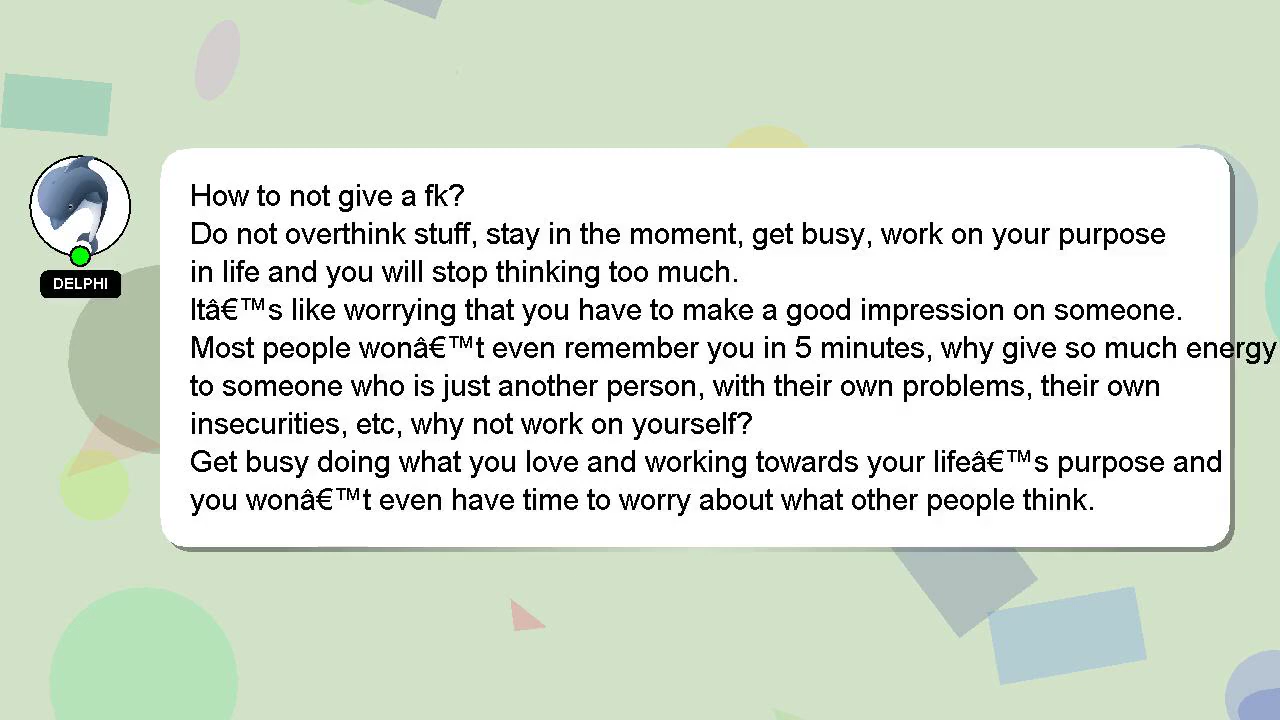 How to not give a fk?
Do not overthink stuff, stay in the moment, get busy, work on your purpose
in life and you will stop thinking too much.
Itâ€™s like worrying that you have to make a good impression on someone.
Most people wonâ€™t even remember you in 5 minutes, why give so much energy
to someone who is just another person, with their own problems, their own
insecurities, etc, why not work on yourself?
Get busy doing what you love and working towards your lifeâ€™s purpose and
you wonâ€™t even have time to worry about what other people think.
DELPHI